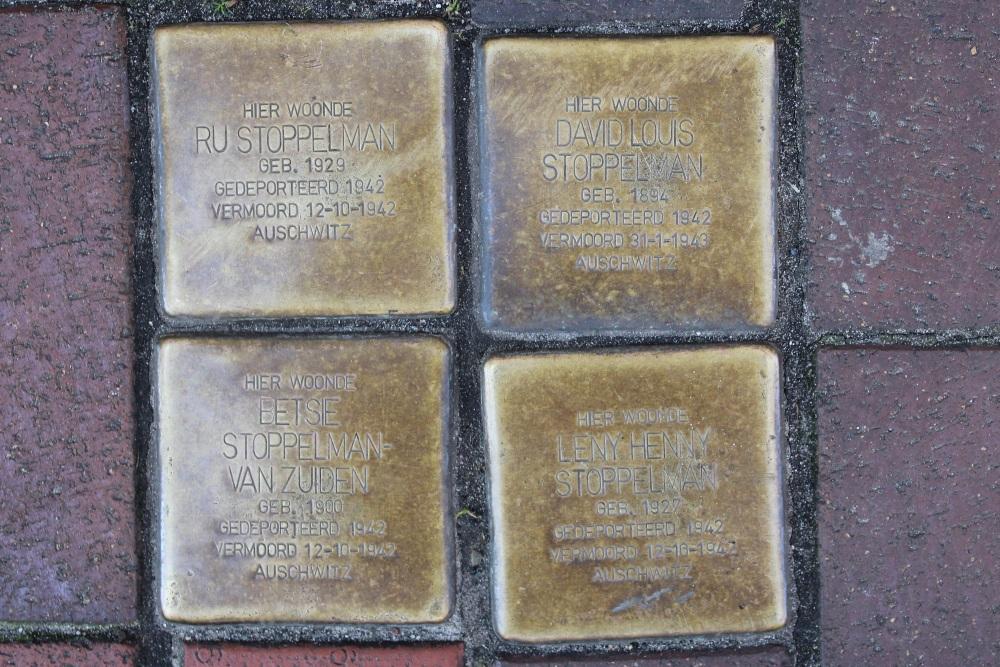 HIER WOONDE
RU STOPPELMAN
GEB. 1929
GEDEPORTEERD 1942
VERMOORD 12-10-1942
AUSCHWITZ
HIER WOONDE
DAVID LOUIS
STOPPELMAN
GEB. 1894
GEDEPORTEERD 1942
VERMOORD 31-1-1943
AUSCHWITZ
HIER WOONDE
BETSIE
STOPPELMAN-
VAN ZUIDEN
GEB. 1900
GEDEPORTEERD 1942
VERMOORD 12-10-1942
AUSCHWITZ
HIER WOONDE
LENY HENNY
STOPPELMAN
GEB. 1927
GEDEPORTEERD 1942
VERMOORD 12-10-1942
AUSCHWITZ